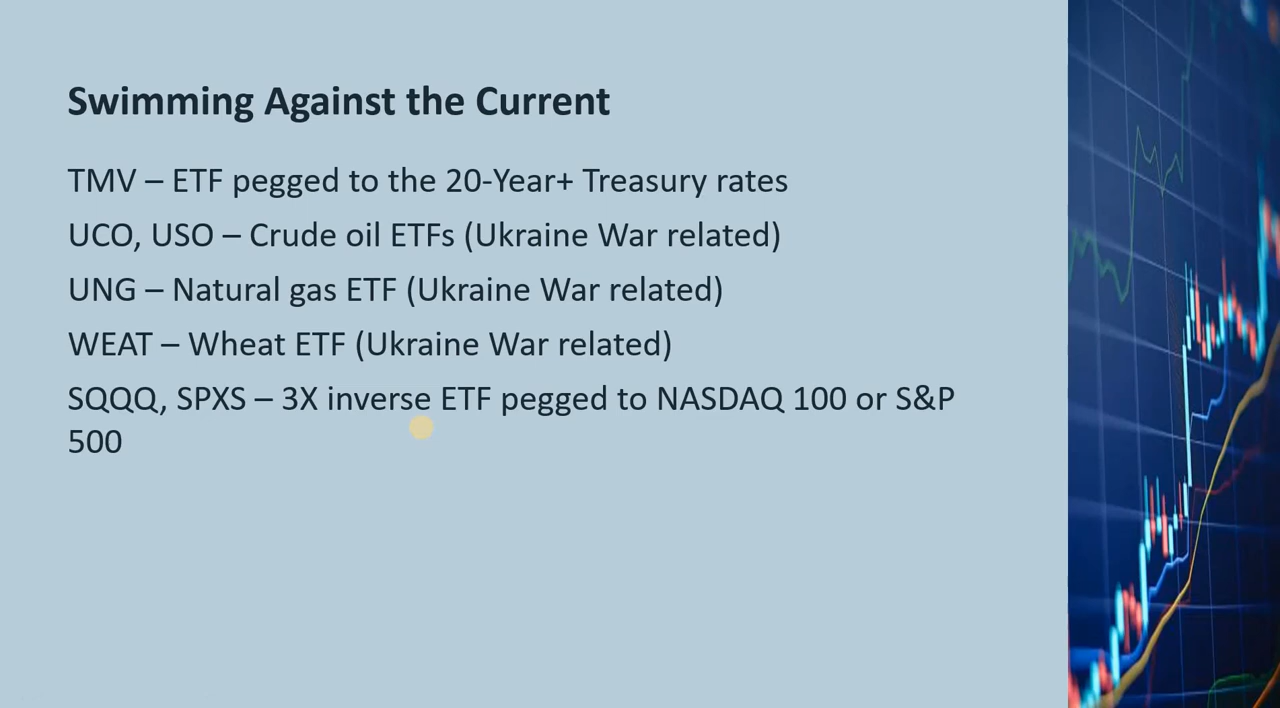 Swimming Against the Current
TMV – ETF pegged to the 20-Year+ Treasury rates
UCO, USO – Crude oil ETFs (Ukraine War related)
UNG – Natural gas ETF (Ukraine War related)
WEAT – Wheat ETF (Ukraine War related)
SQQQ, SPXS – 3X inverse ETF pegged to NASDAQ 100 or S&P
500